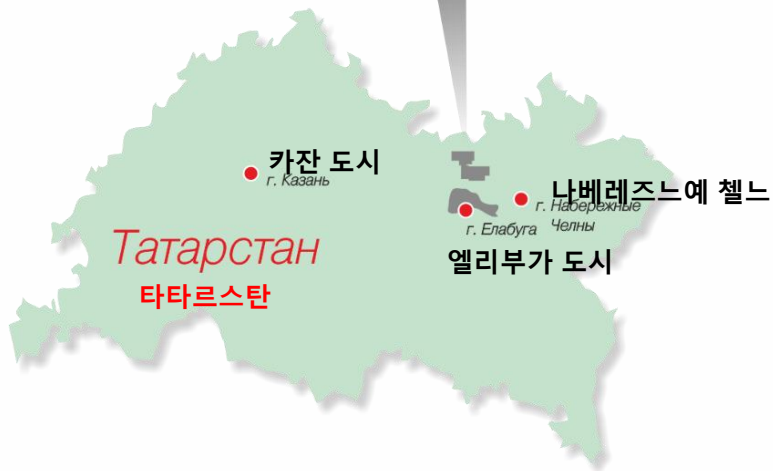 카잔 도시
г. Казань
나베레즈느예 첼느
г. Набережные
Челны
г. Елабуга
엘리부가 도시
Татарстан
타타르스탄